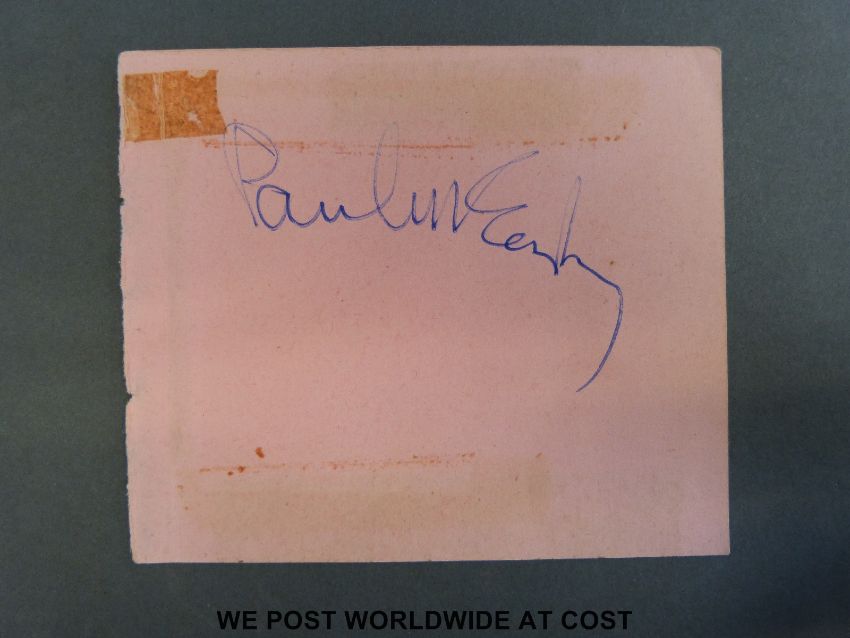 Paul McCartney
WE POST WORLDWIDE AT COST